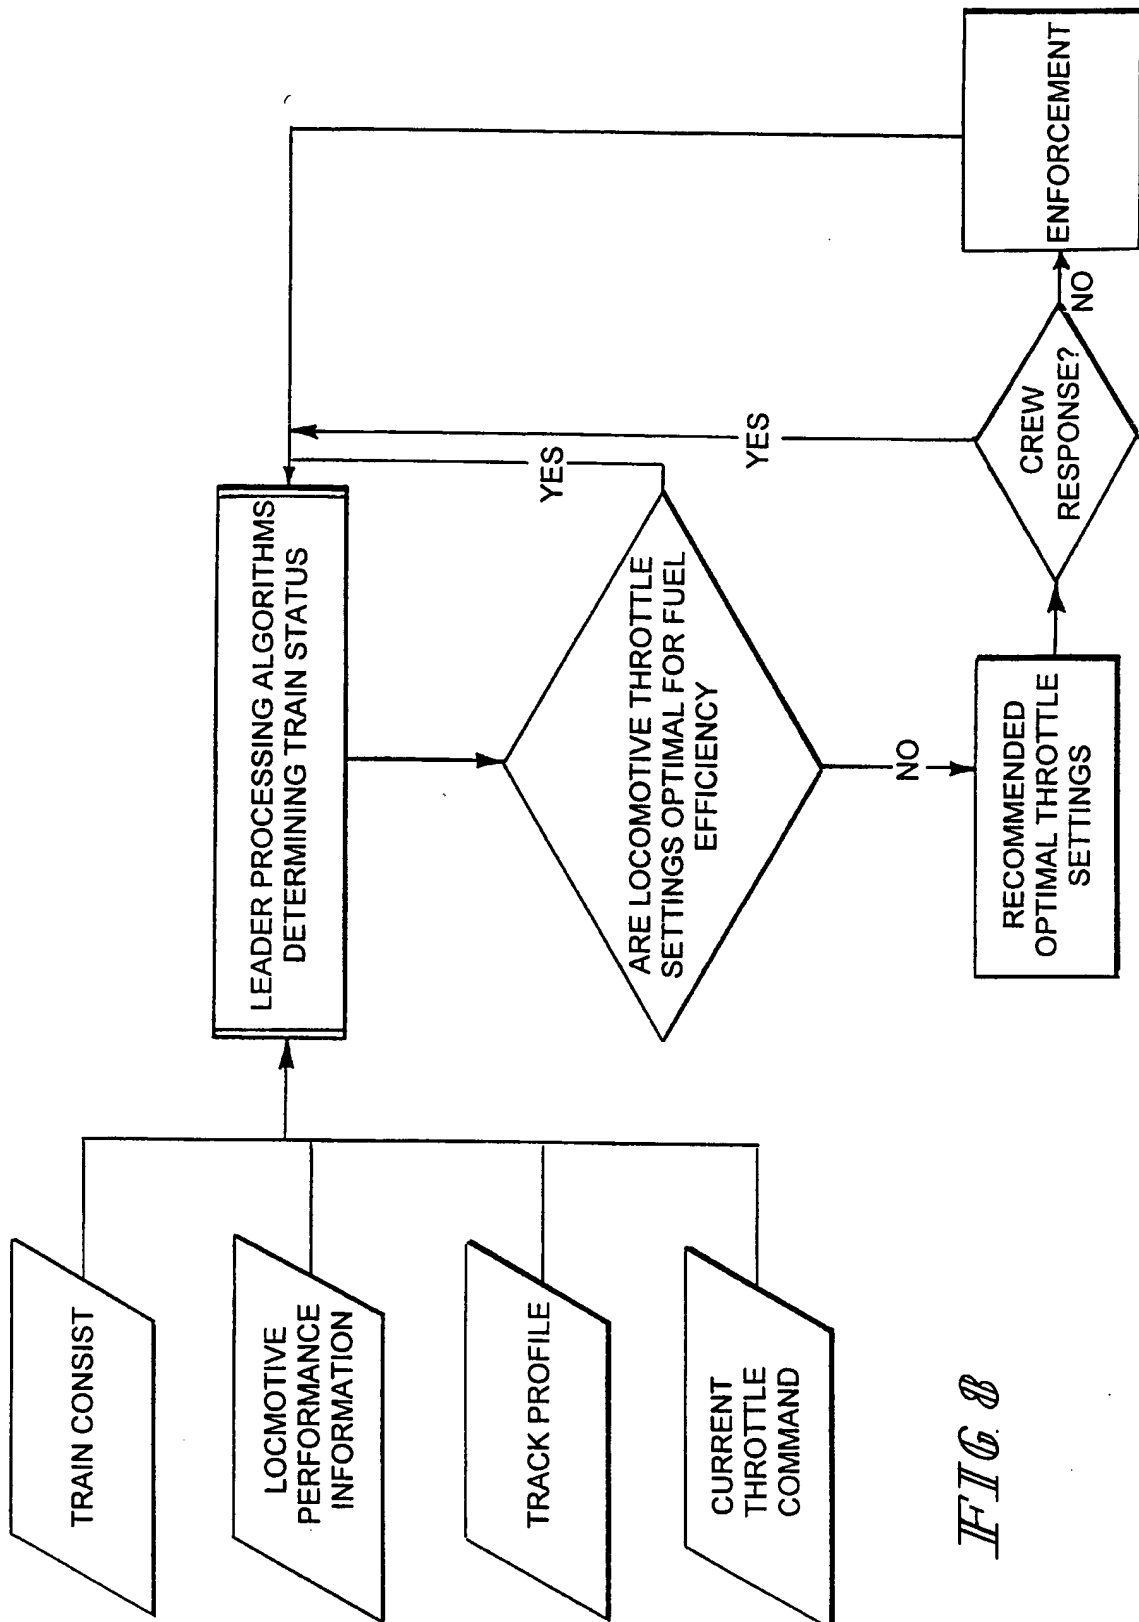 TRAIN CONSIST
LOCMOTIVE
PERFORMANCE
INFORMATION
TRACK PROFILE
CURRENT
THROTTLE
COMMAND
LEADER PROCESSING ALGORITHMS
DETERMINING TRAIN STATUS
ARE LOCOMOTIVE THROTTLE
SETTINGS OPTIMAL FOR FUEL
EFFICIENCY
YES
NO
RECOMMENDED
OPTIMAL THROTTLE
SETTINGS
CREW
RESPONSE?
YES
NO
ENFORCEMENT
FIG. 8